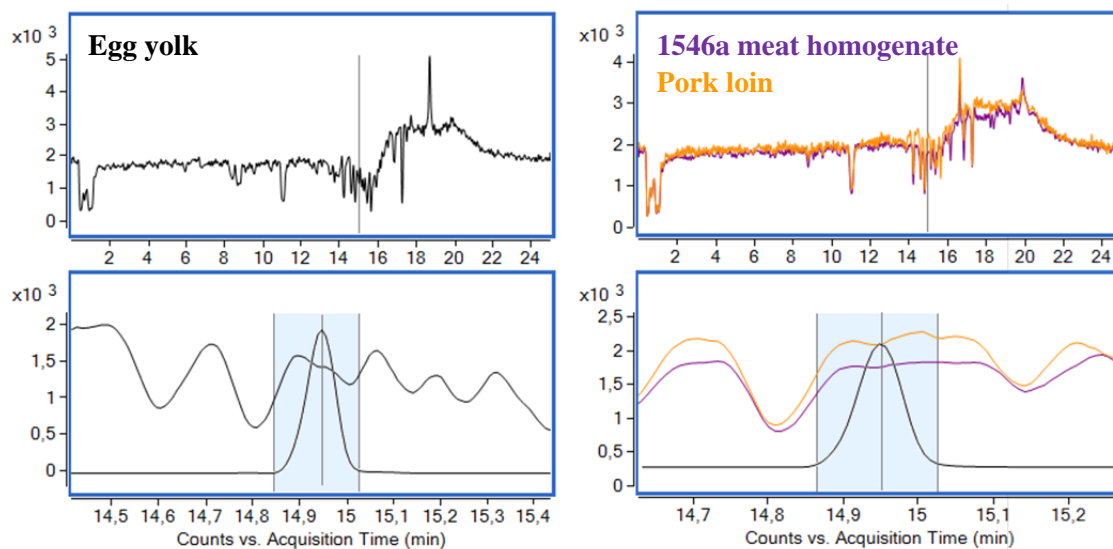 x10 3
Egg yolk
5
4
3
2
1
0
2 4 6 8 10 12 14 16 18 20 22 24
x10 3
1546a meat homogenate
Pork loin
4
3
2
1
0
2 4 6 8 10 12 14 16 18 20 22 24
x10 3
2
1,5
1
0,5
0
14,5 14,6 14,7 14,8 14,9 15 15,1 15,2 15,3 15,4
Counts vs. Acquisition Time (min)
x10 3
2,5
2
1,5
1
0,5
0
14,7 14,8 14,9 15 15,1 15,2
Counts vs. Acquisition Time (min)